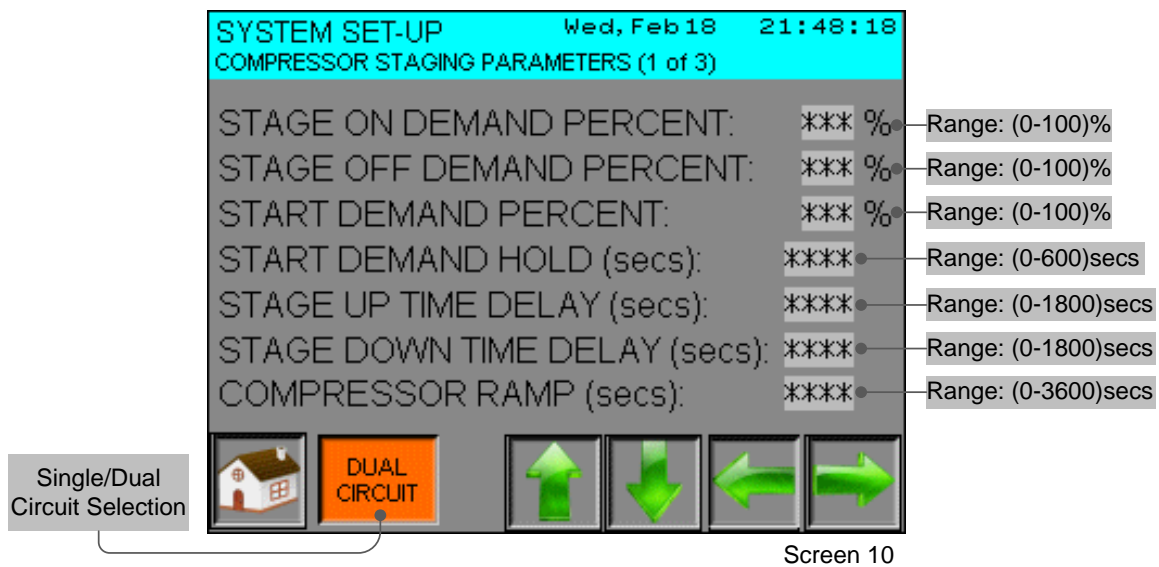 SYSTEM SET-UP Wed, Feb 18 21:48:18
COMPRESSOR STAGING PARAMETERS (1 of 3)
STAGE ON DEMAND PERCENT: *** % Range: (0-100)%
STAGE OFF DEMAND PERCENT: *** % Range: (0-100)%
START DEMAND PERCENT: *** % Range: (0-100)%
START DEMAND HOLD (secs): **** Range: (0-600)secs
STAGE UP TIME DELAY (secs): **** Range: (0-1800)secs
STAGE DOWN TIME DELAY (secs): **** Range: (0-1800)secs
COMPRESSOR RAMP (secs): **** Range: (0-3600)secs
Single/Dual
Circuit Selection
DUAL
CIRCUIT
Screen 10